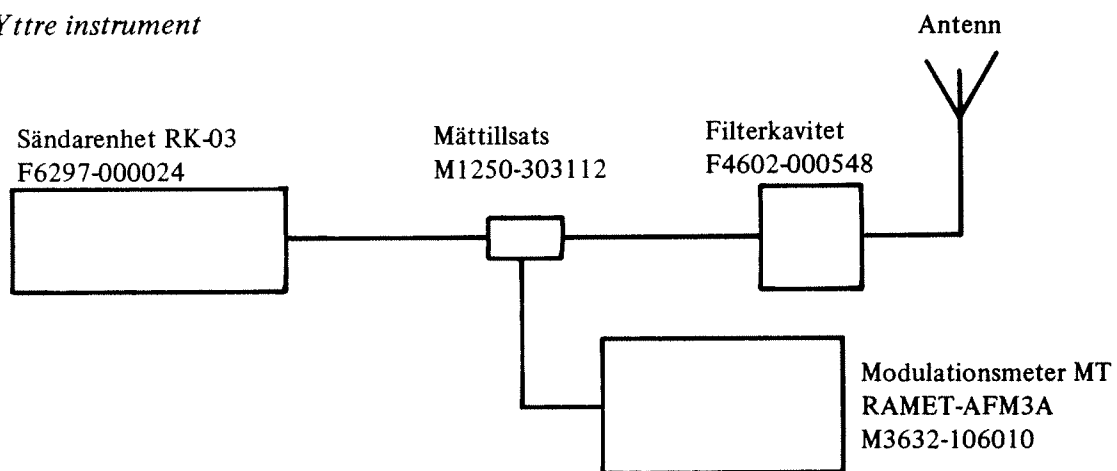 Yttre instrument
Antenn
Sändarenhet RK-03
F6297-000024
Mättillsats
M1250-303112
Filterkavitet
F4602-000548
Modulationsmeter MT
RAMET-AFM3A
M3632-106010